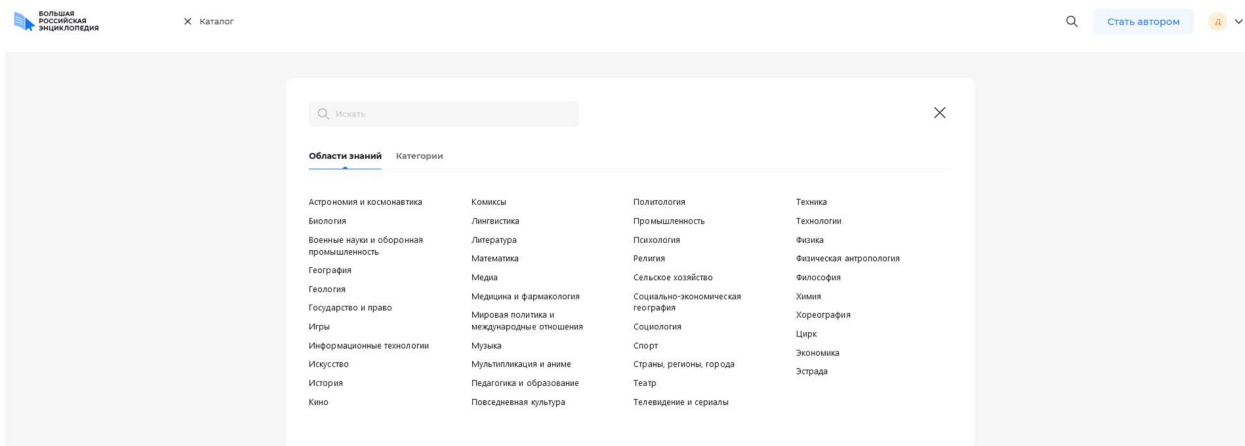 БОЛЬШАЯ
РОССИЙСКАЯ
ЭНЦИКЛОПЕДИЯ
Каталог
Стать автором
Д
Искать
Области знаний
Категории
Астрономия и космонавтика
Биология
Военные науки и оборонная
промышленность
География
Геология
Государство и право
Игры
Информационные технологии
Искусство
История
Кино
Комиксы
Лингвистика
Литература
Математика
Медиа
Медицина и фармакология
Мировая политика и
международные отношения
Музыка
Мультипликация и аниме
Педагогика и образование
Повседневная культура
Политология
Промышленность
Психология
Религия
Сельское хозяйство
Социально-экономическая
география
Социология
Спорт
Страны, регионы, города
Театр
Телевидение и сериалы
Техника
Технологии
Физика
Физическая антропология
Философия
Химия
Хореография
Цирк
Экономика
Эстрада